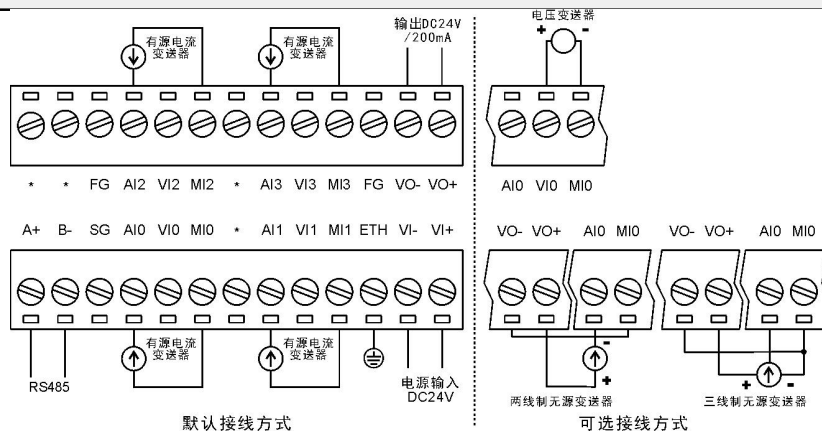 有源电流
变送器
有源电流
变送器
输出DC24V
/200mA
电压变送器
+ -
* * FG AI2 VI2 MI2 * AI3 VI3 MI3 FG VO- VO+
AI0 VI0 MI0
A+ B- SG AI0 VI0 MI0 * AI1 VI1 MI1 ETH VI- VI+
VO- VO+ AI0 MI0
VO- VO+ AI0 MI0
RS485
有源电流
变送器
有源电流
变送器
电源输入
DC24V
-
+
两线制无源变送器
+ -
三线制无源变送器
默认接线方式
可选接线方式